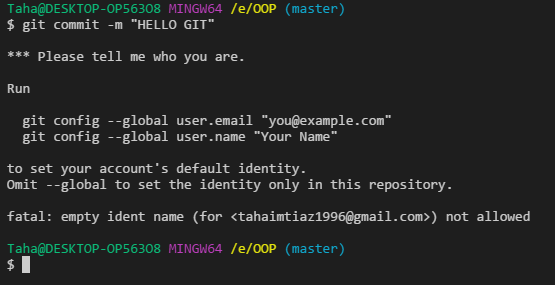 Taha@DESKTOP-OP563O8 MINGW64 /e/OOP (master)
$ git commit -m "HELLO GIT"
*** Please tell me who you are.
Run
git config --global user.email "you@example.com"
git config --global user.name "Your Name"
to set your account's default identity.
Omit --global to set the identity only in this repository.
fatal: empty ident name (for <tahaimtiaz1996@gmail.com>) not allowed
Taha@DESKTOP-OP563O8 MINGW64 /e/OOP (master)
$